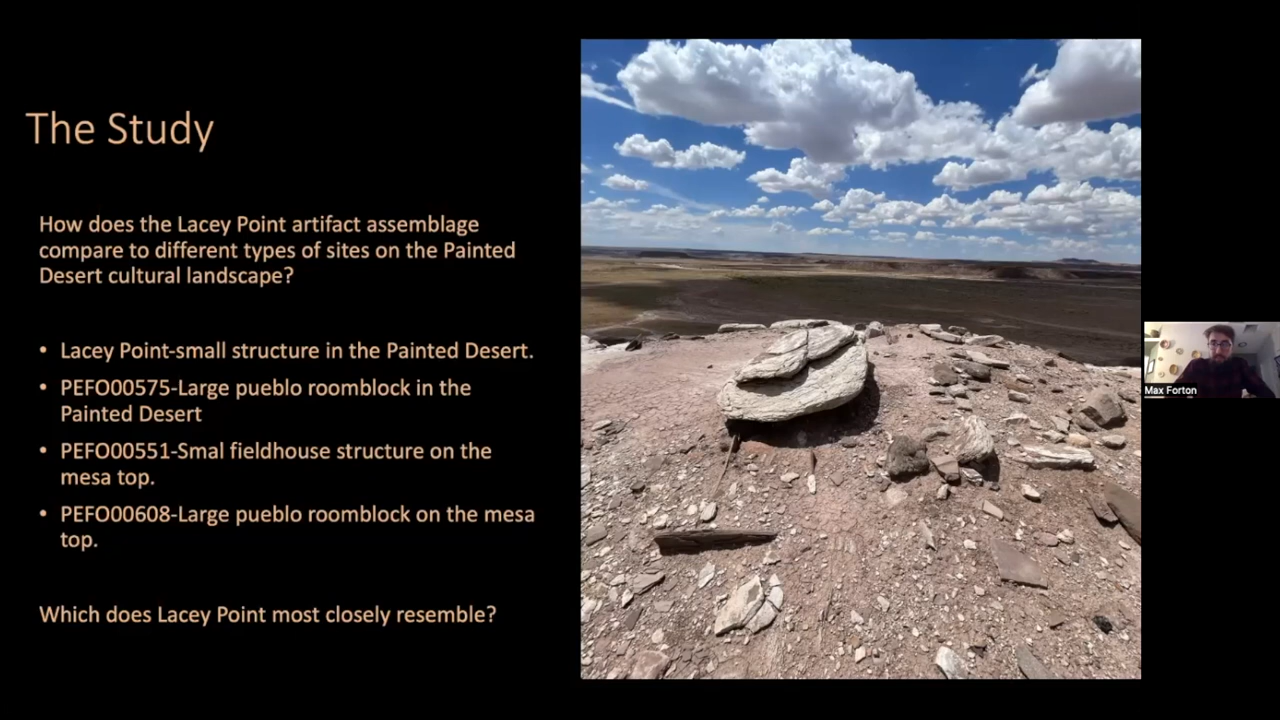 The Study
How does the Lacey Point artifact assemblage
compare to different types of sites on the Painted
Desert cultural landscape?
• Lacey Point-small structure in the Painted Desert.
• PEFO00575-Large pueblo roomblock in the
Painted Desert
• PEFO00551-Smal fieldhouse structure on the
mesa top.
• PEFO00608-Large pueblo roomblock on the mesa
top.
Which does Lacey Point most closely resemble?
Max Forton